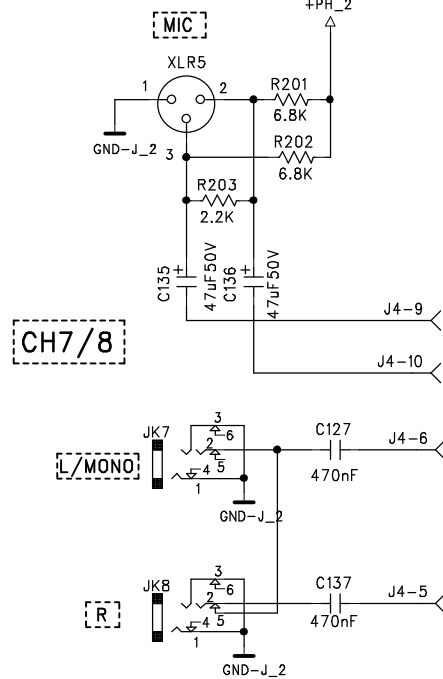 +PH_2
MIC
XLR5
1
2
R201
6.8K
GND-J_2
3
R202
6.8K
R203
2.2K
C135
+
47uF50V
C136
+
47uF50V
J4-9
CH7/8
J4-10
JK7
3
6
2
5
4
1
C127
470nF
J4-6
L/MONO
GND-J_2
JK8
3
6
2
5
4
1
C137
470nF
J4-5
R
GND-J_2